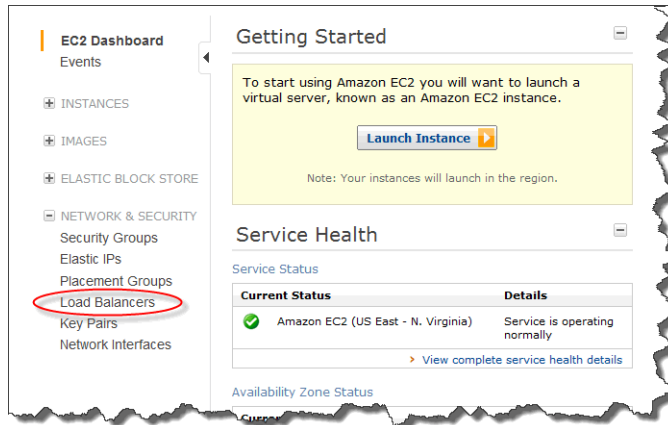 EC2 Dashboard
Events
INSTANCES
IMAGES
ELASTIC BLOCK STORE
NETWORK & SECURITY
Security Groups
Elastic IPs
Placement Groups
Load Balancers
Key Pairs
Network Interfaces
Getting Started
To start using Amazon EC2 you will want to launch a
virtual server, known as an Amazon EC2 instance.
Launch Instance
Note: Your instances will launch in the region.
Service Health
Service Status
Current Status Details
Amazon EC2 (US East - N. Virginia) Service is operating
normally
> View complete service health details
Availability Zone Status